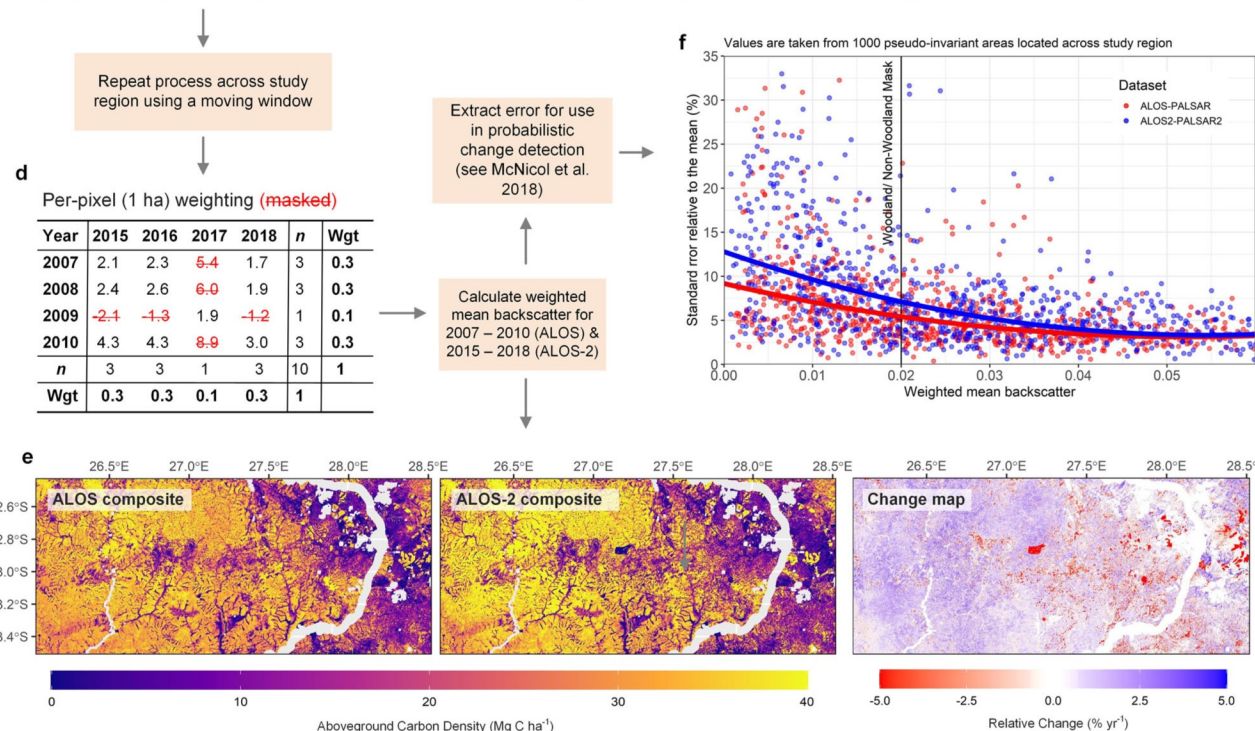 Repeat process across study
region using a moving window
d
Per-pixel (1 ha) weighting (masked)
Year 2015 2016 2017 2018 n Wgt
2007 2.1 2.3 5.4 1.7 3 0.3
2008 2.4 2.6 6.0 1.9 3 0.3
2009 -2.1 -1.3 1.9 -1.2 1 0.1
2010 4.3 4.3 8.9 3.0 3 0.3
n 3 3 1 3 10 1
Wgt 0.3 0.3 0.1 0.3 1
Extract error for use
in probabilistic
change detection
(see McNicol et al.
2018)
Calculate weighted
mean backscatter for
2007 – 2010 (ALOS) &
2015 – 2018 (ALOS-2)
f
Values are taken from 1000 pseudo-invariant areas located across study region
Standard rror relative to the mean (%)
35
30
25
20
15
10
5
0
Woodland/ Non-Woodland Mask
Dataset
ALOS-PALSAR
ALOS2-PALSAR2
0.00 0.01 0.02 0.03 0.04 0.05
Weighted mean backscatter
e
26.5°E 27.0°E 27.5°E 28.0°E 28.5°E 26.5°E 27.0°E 27.5°E 28.0°E 28.5°E 26.5°E 27.0°E 27.5°E 28.0°E 28.5°
ALOS composite
ALOS-2 composite
Change map
2.6°S
2.8°S
3.0°S
3.2°S
3.4°S
0 10 20 30 40
Aboveground Carbon Density (Mg C ha⁻¹)
-5.0 -2.5 0.0 2.5 5.0
Relative Change (% yr⁻¹)